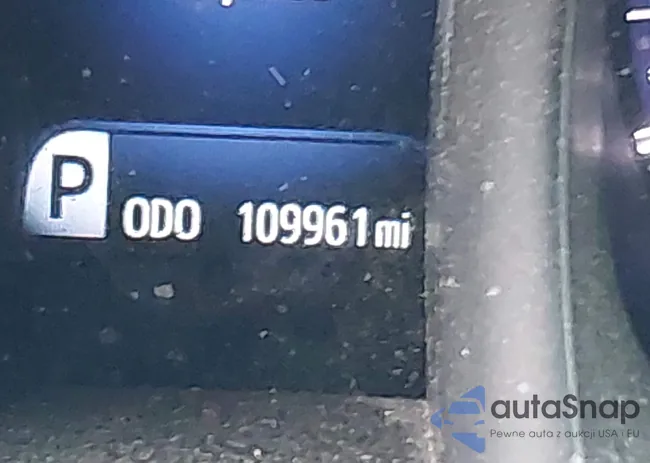 P
ODO 109961 mi
autaSnap
Pewne auta z aukcji USA i EU